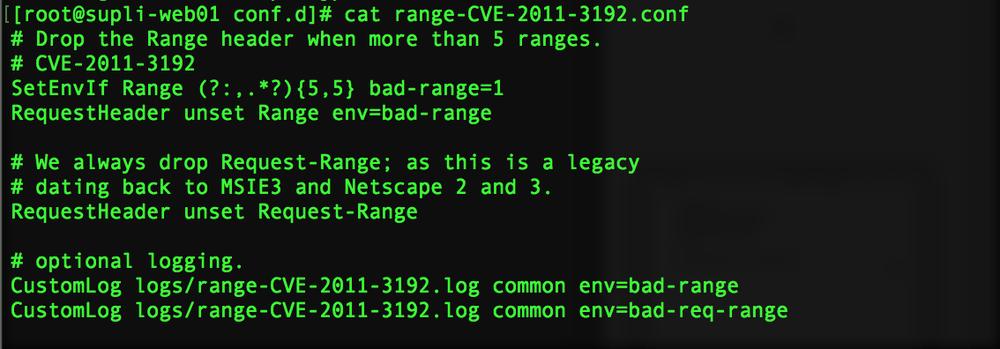 [[root@supli-web01 conf.d]# cat range-CVE-2011-3192.conf
# Drop the Range header when more than 5 ranges.
# CVE-2011-3192
SetEnvIf Range (?:,.*?){5,5} bad-range=1
RequestHeader unset Range env=bad-range
# We always drop Request-Range; as this is a legacy
# dating back to MSIE3 and Netscape 2 and 3.
RequestHeader unset Request-Range
# optional logging.
CustomLog logs/range-CVE-2011-3192.log common env=bad-range
CustomLog logs/range-CVE-2011-3192.log common env=bad-req-range